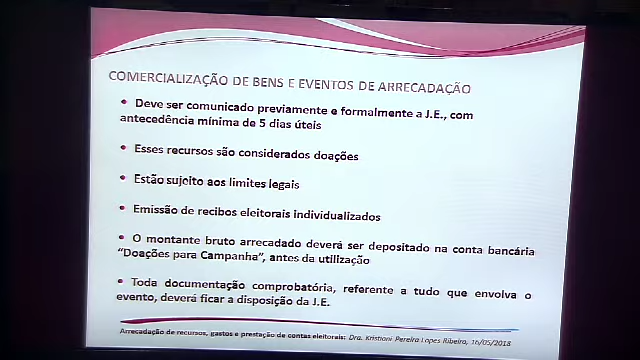 COMERCIALIZAÇÃO DE BENS E EVENTOS DE ARRECADAÇÃO
• Deve ser comunicado previamente e formalmente a J.E., com
antecedência mínima de 5 dias úteis
• Esses recursos são considerados doações
• Estão sujeito aos limites legais
• Emissão de recibos eleitorais individualizados
• O montante bruto arrecadado deverá ser depositado na conta bancária
“Doações para Campanha”, antes da utilização
• Toda documentação comprobatória, referente a tudo que envolva o
evento, deverá ficar a disposição da J.E.
Arrecadação de recursos, gastos e prestação de contas eleitorais: Dra. Kristioni Pereira Lopes Ribeiro, 16/05/2018